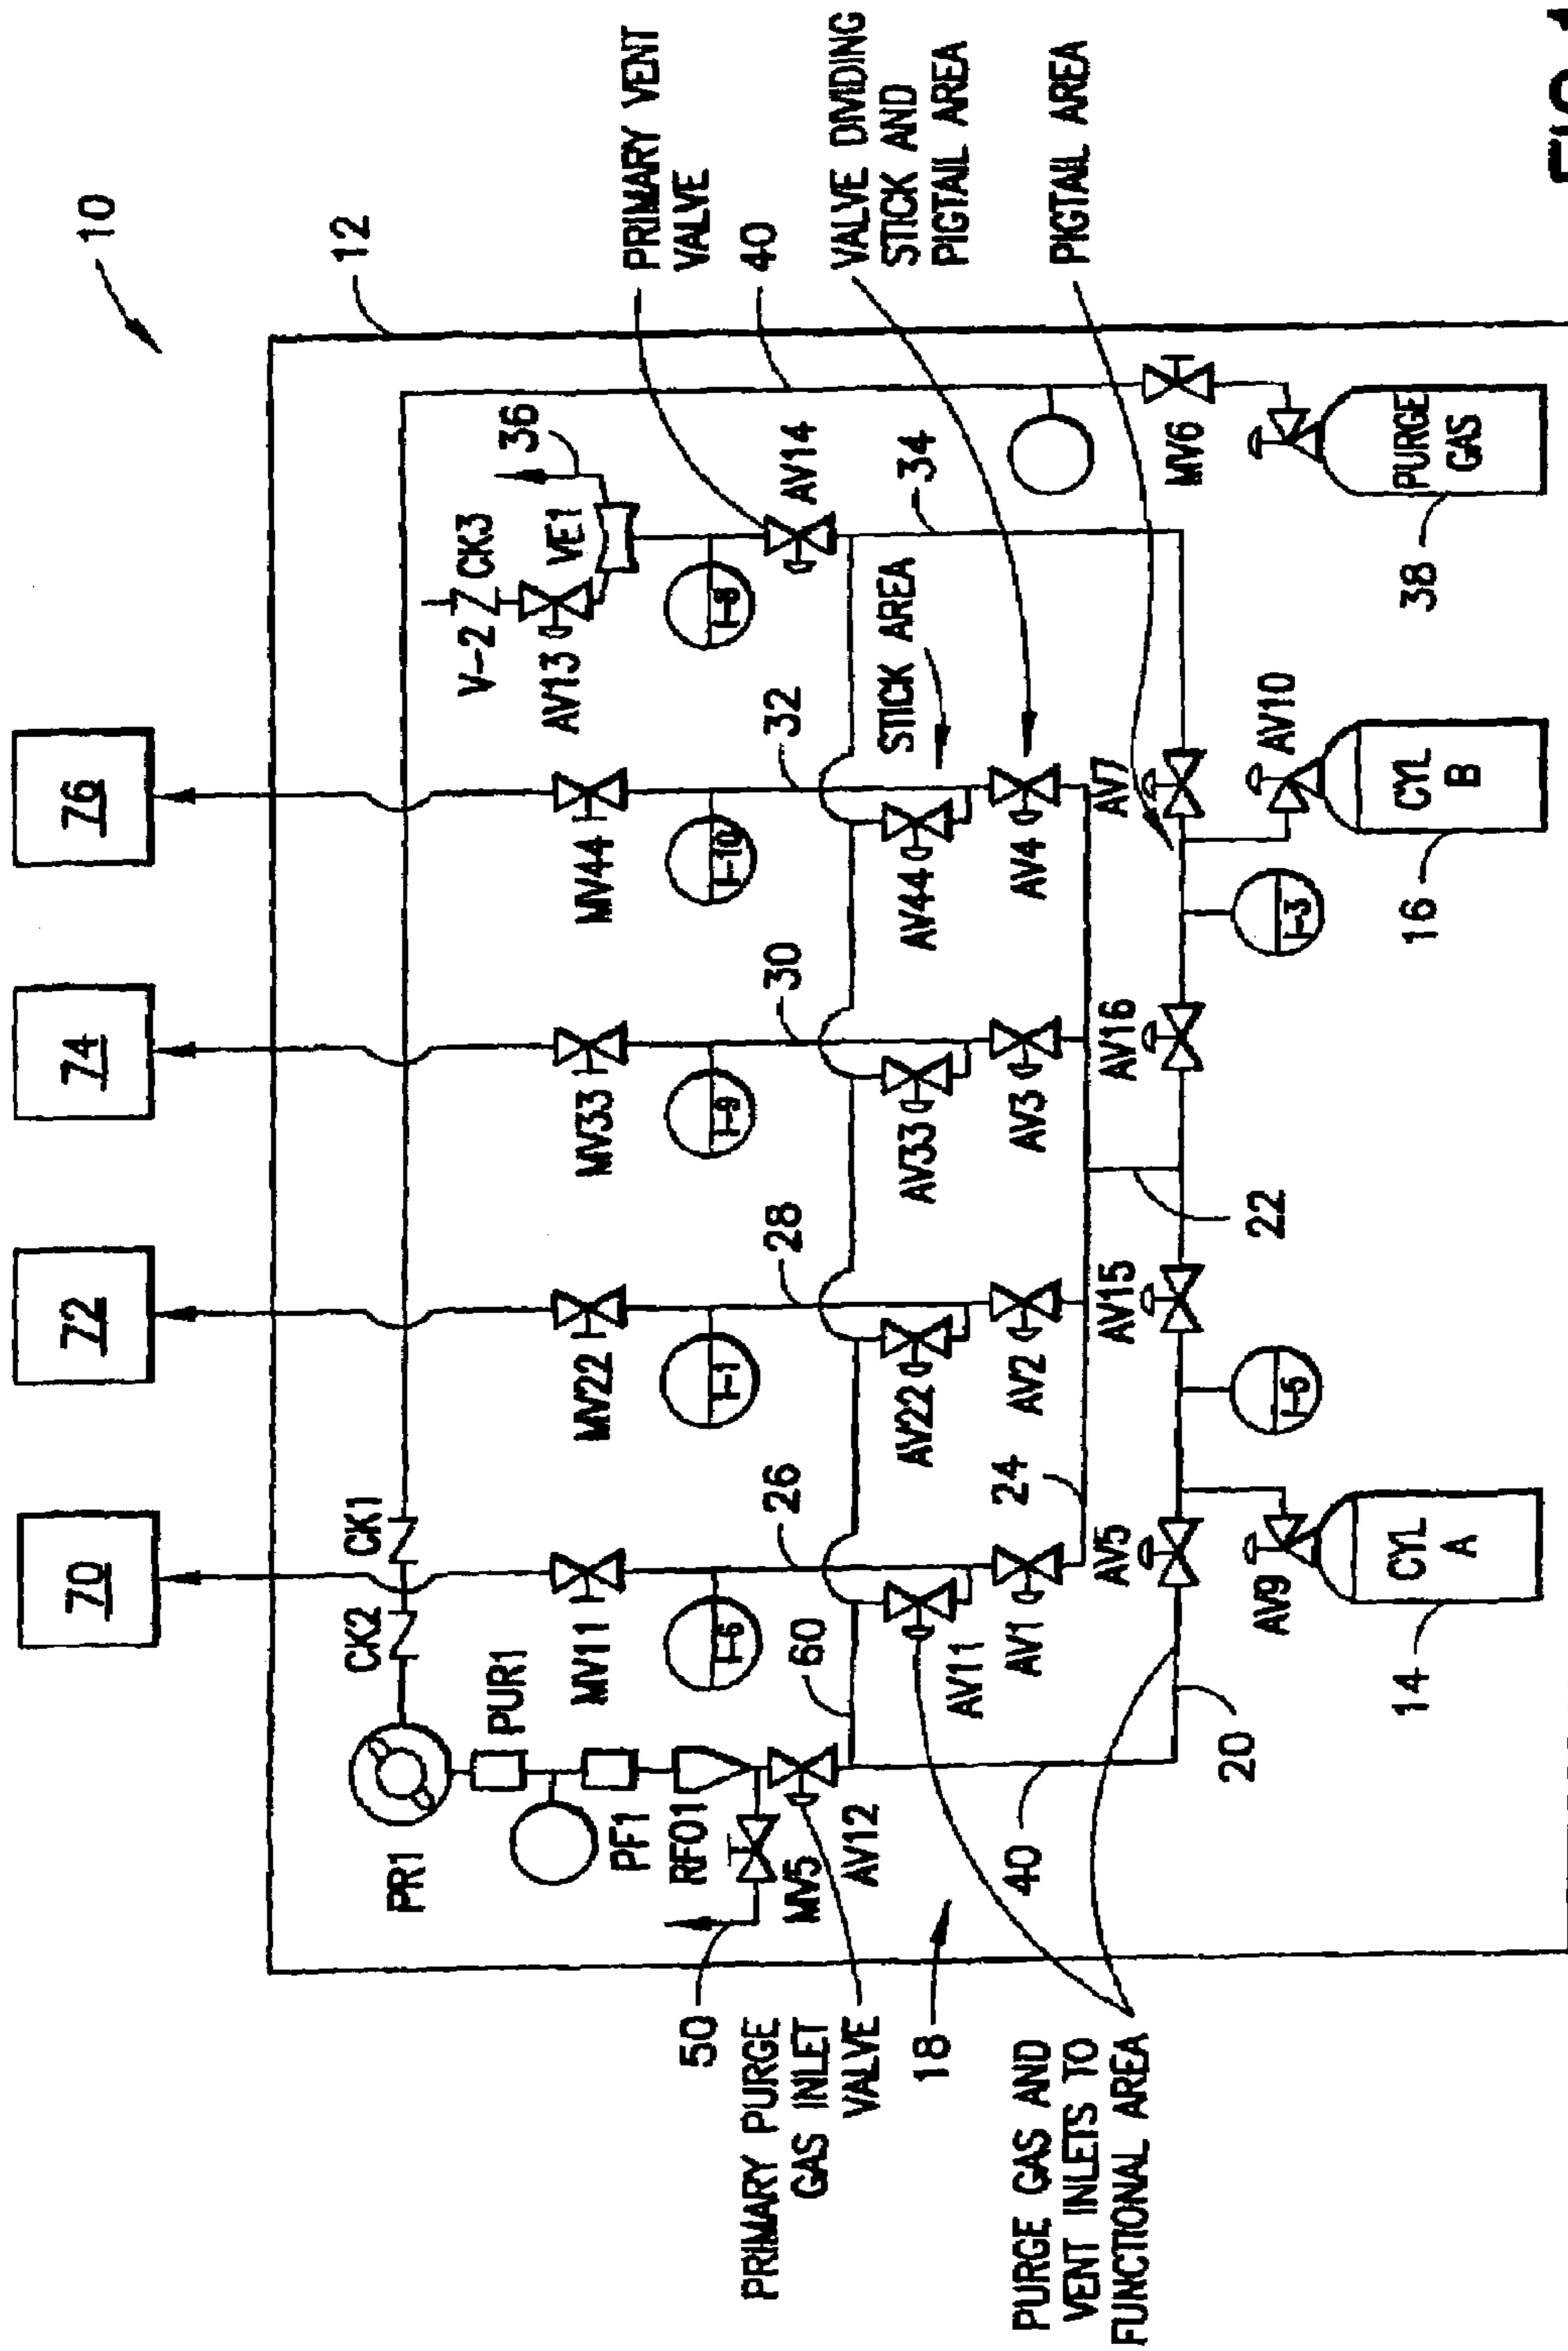 10
12
76
74
72
70
PRIMARY VENT
VALVE
40
VALVE DIVIDING
STICK AND
PIGTAIL AREA
PIGTAIL AREA
36
CK3
V-2
VE1
AV13
AV14
I-8
34
STICK AREA
MV6
PURGE
GAS
38
MV44
I-10
32
AV44
AV4
AV7
AV10
CYL
B
16
I-3
MV33
I-9
30
AV33
AV3
AV16
22
MV22
I-1
28
AV22
AV2
AV15
I-5
CK1
CK2
MV11
I-6
26
24
60
AV11
AV1
AV5
AV9
CYL
A
14
20
PR1
PUR1
PF1
RFO1
MV5
AV12
40
50
PRIMARY PURGE
GAS INLET
VALVE
18
PURGE GAS AND
VENT INLETS TO
FUNCTIONAL AREA